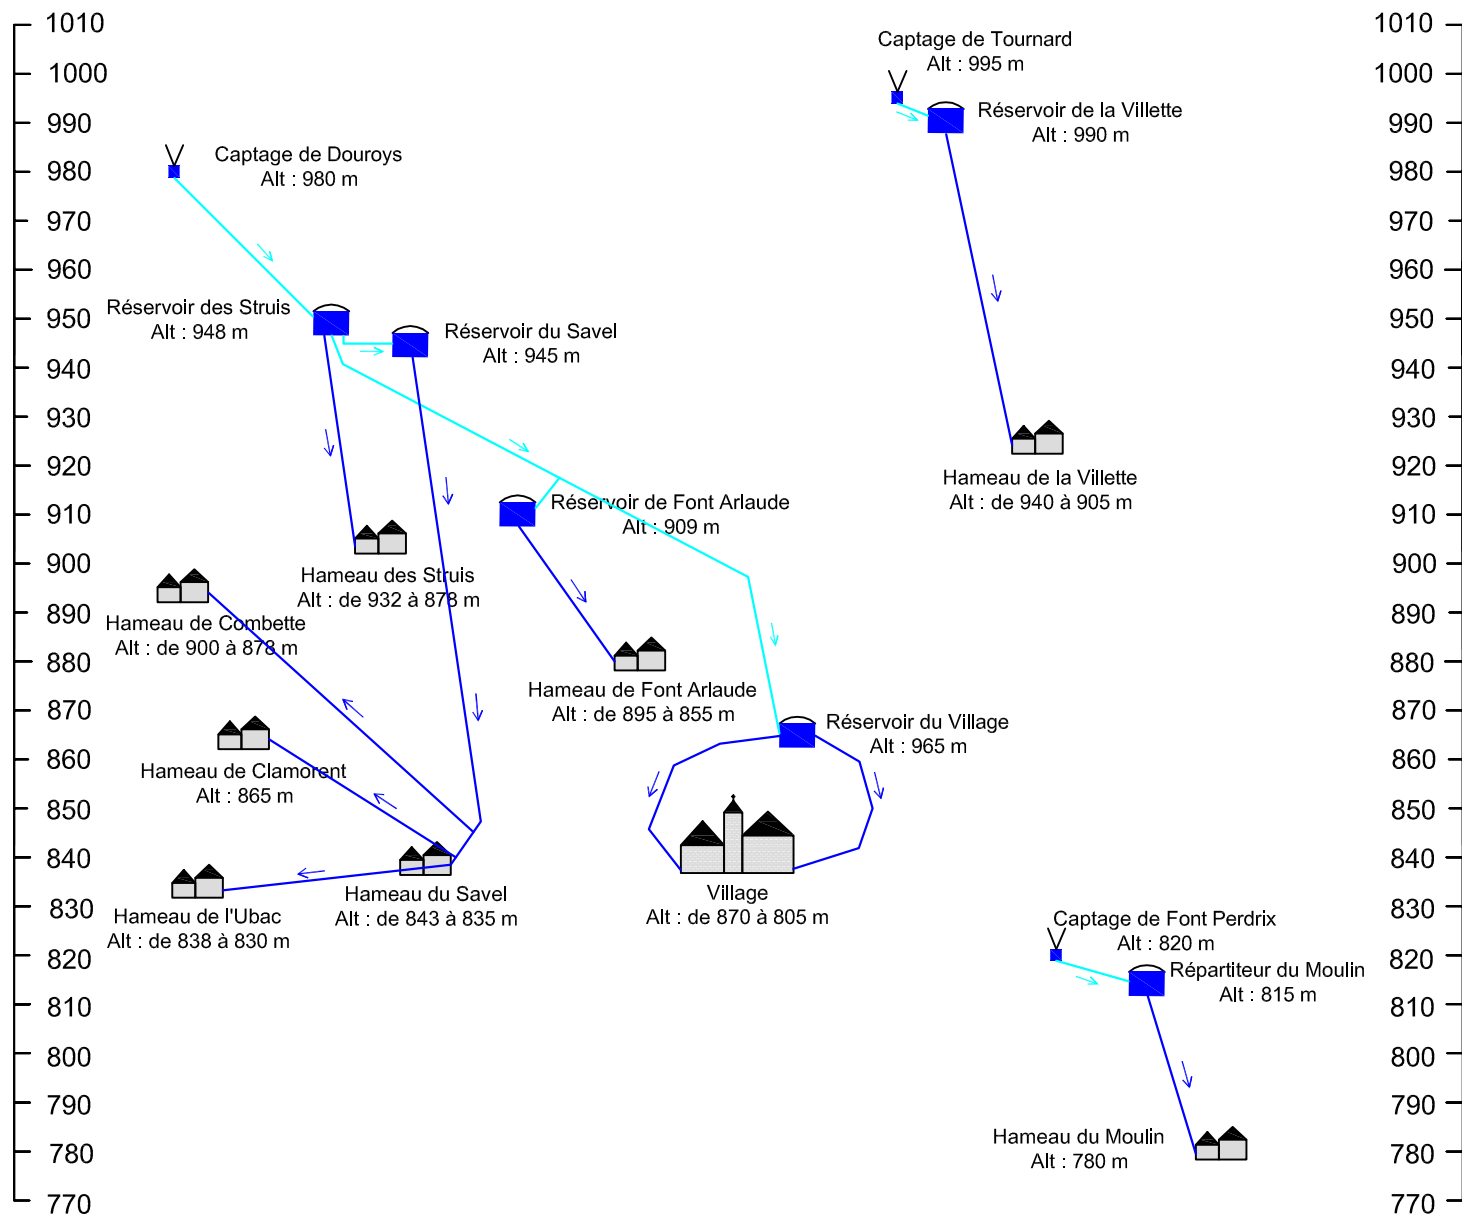 1010
1000
990
980
970
960
950
940
930
920
910
900
890
880
870
860
850
840
830
820
810
800
790
780
770
Captage de Douroys
Alt : 980 m
Réservoir des Struis
Alt : 948 m
Réservoir du Savel
Alt : 945 m
Réservoir de Font Arlaude
Alt : 909 m
Hameau des Struis
Alt : de 932 à 878 m
Hameau de Combette
Alt : de 900 à 878 m
Hameau de Font Arlaude
Alt : de 895 à 855 m
Réservoir du Village
Alt : 965 m
Hameau de Clamorent
Alt : 865 m
Hameau du Savel
Alt : de 843 à 835 m
Village
Alt : de 870 à 805 m
Hameau de l'Ubac
Alt : de 838 à 830 m
Captage de Tournard
Alt : 995 m
Réservoir de la Villette
Alt : 990 m
Hameau de la Villette
Alt : de 940 à 905 m
Captage de Font Perdrix
Alt : 820 m
Répartiteur du Moulin
Alt : 815 m
Hameau du Moulin
Alt : 780 m
1010
1000
990
980
970
960
950
940
930
920
910
900
890
880
870
860
850
840
830
820
810
800
790
780
770